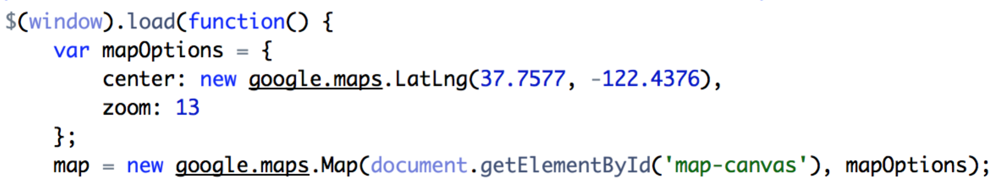 $(window).load(function() {
    var mapOptions = {
        center: new google.maps.LatLng(37.7577, -122.4376),
        zoom: 13
    };
    map = new google.maps.Map(document.getElementById('map-canvas'), mapOptions);